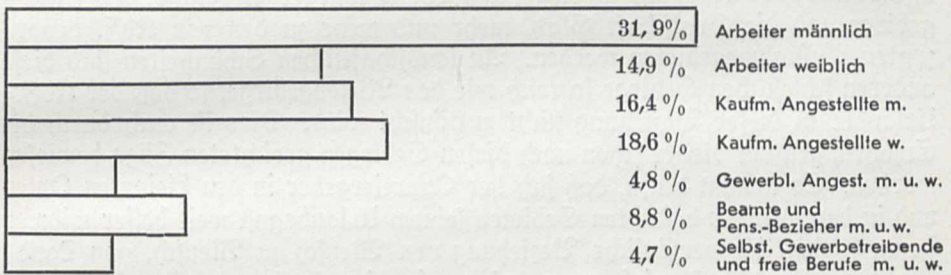 31,9% Arbeiter männlich
14,9 % Arbeiter weiblich
16,4 % Kaufm. Angestellte m.
18,6 % Kaufm. Angestellte w.
4,8 % Gewerbl. Angest. m. u. w.
8,8 % Beamte und
Pens.-Bezieher m. u. w.
4,7 % Selbst. Gewerbetreibende
und freie Berufe m. u. w.